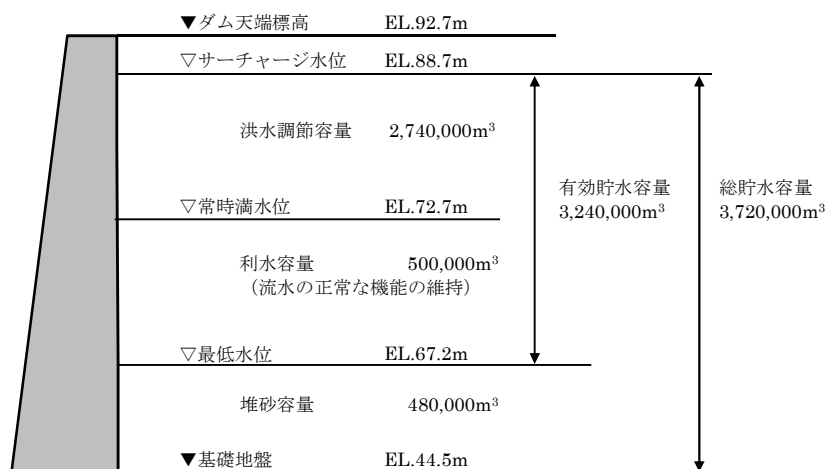 ▼ダム天端標高 EL.92.7m
▽サーチャージ水位 EL.88.7m
洪水調節容量 2,740,000m³
有効貯水容量 総貯水容量
3,240,000m³ 3,720,000m³
▽常時満水位 EL.72.7m
利水容量 500,000m³
（流水の正常な機能の維持）
▽最低水位 EL.67.2m
堆砂容量 480,000m³
▼基礎地盤 EL.44.5m